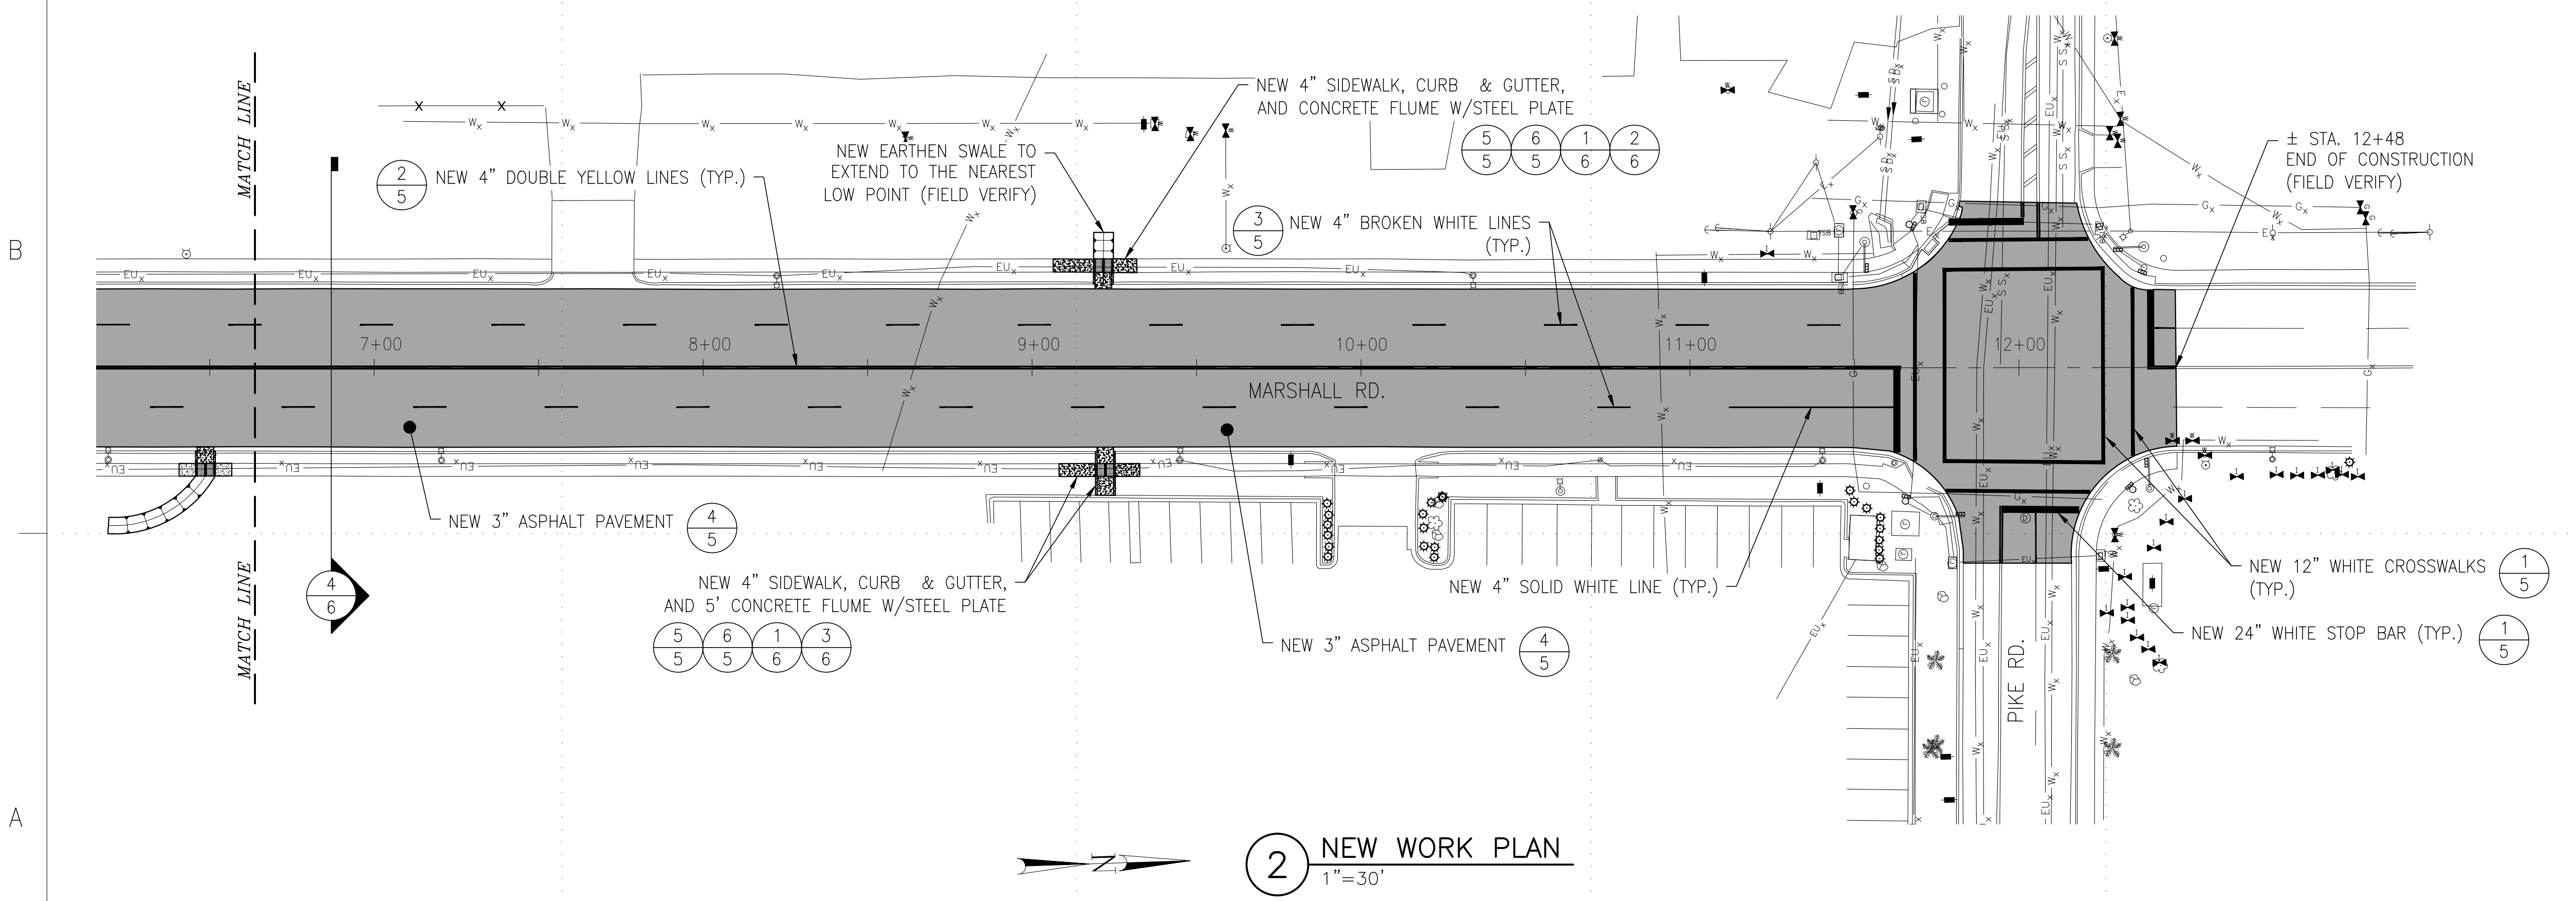 MATCH LINE
NEW 4" SIDEWALK, CURB & GUTTER,
AND CONCRETE FLUME W/STEEL PLATE
5 6 1 2
5 5 6 6
± STA. 12+48
END OF CONSTRUCTION
(FIELD VERIFY)
NEW EARTHEN SWALE TO
EXTEND TO THE NEAREST
LOW POINT (FIELD VERIFY)
2
5
NEW 4" DOUBLE YELLOW LINES (TYP.)
3
5
NEW 4" BROKEN WHITE LINES
(TYP.)
B
7+00 8+00 9+00 10+00 11+00 12+00
MARSHALL RD.
NEW 3" ASPHALT PAVEMENT
4
5
4
6
MATCH LINE
NEW 4" SIDEWALK, CURB & GUTTER,
AND 5' CONCRETE FLUME W/STEEL PLATE
5 6 1 3
5 5 6 6
NEW 3" ASPHALT PAVEMENT
4
5
NEW 4" SOLID WHITE LINE (TYP.)
NEW 12" WHITE CROSSWALKS
(TYP.)
1
5
NEW 24" WHITE STOP BAR (TYP.)
1
5
PIKE RD.
A
N
2
NEW WORK PLAN
1"=30'